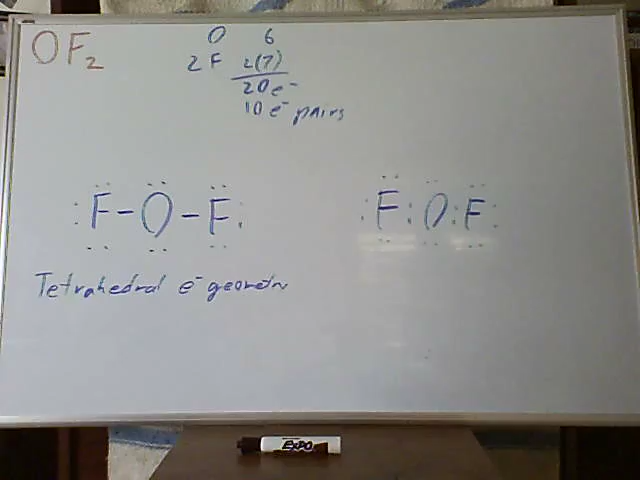 OF₂
O 6
2 F 2(7)
20 e⁻
10 e⁻ pairs
:F̤̈-Ö̤-F̤̈:
:F̤̈:Ö̤:F̤̈:
Tetrahedral e⁻ geometry
EXPO